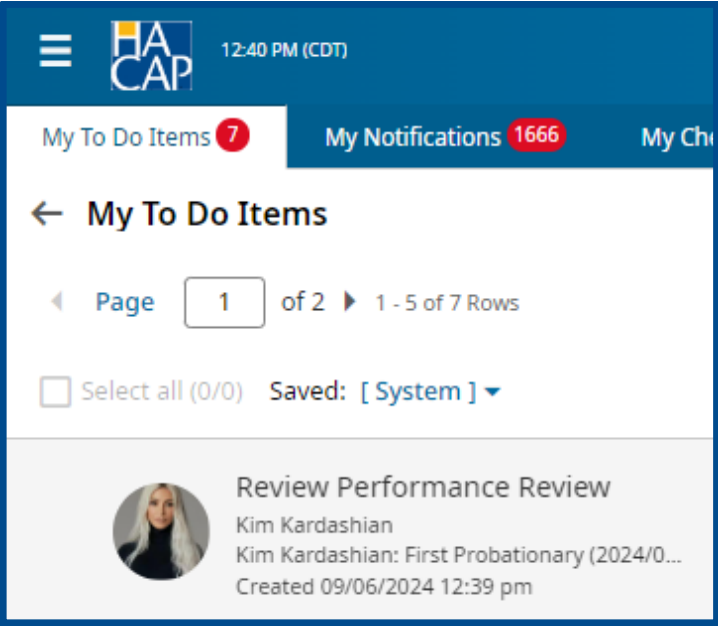 HA
CAP
12:40 PM (CDT)
My To Do Items 7 My Notifications 1666 My Che
← My To Do Items
Page 1 of 2 1 - 5 of 7 Rows
Select all (0/0) Saved: [ System ]
Review Performance Review
Kim Kardashian
Kim Kardashian: First Probationary (2024/0...
Created 09/06/2024 12:39 pm